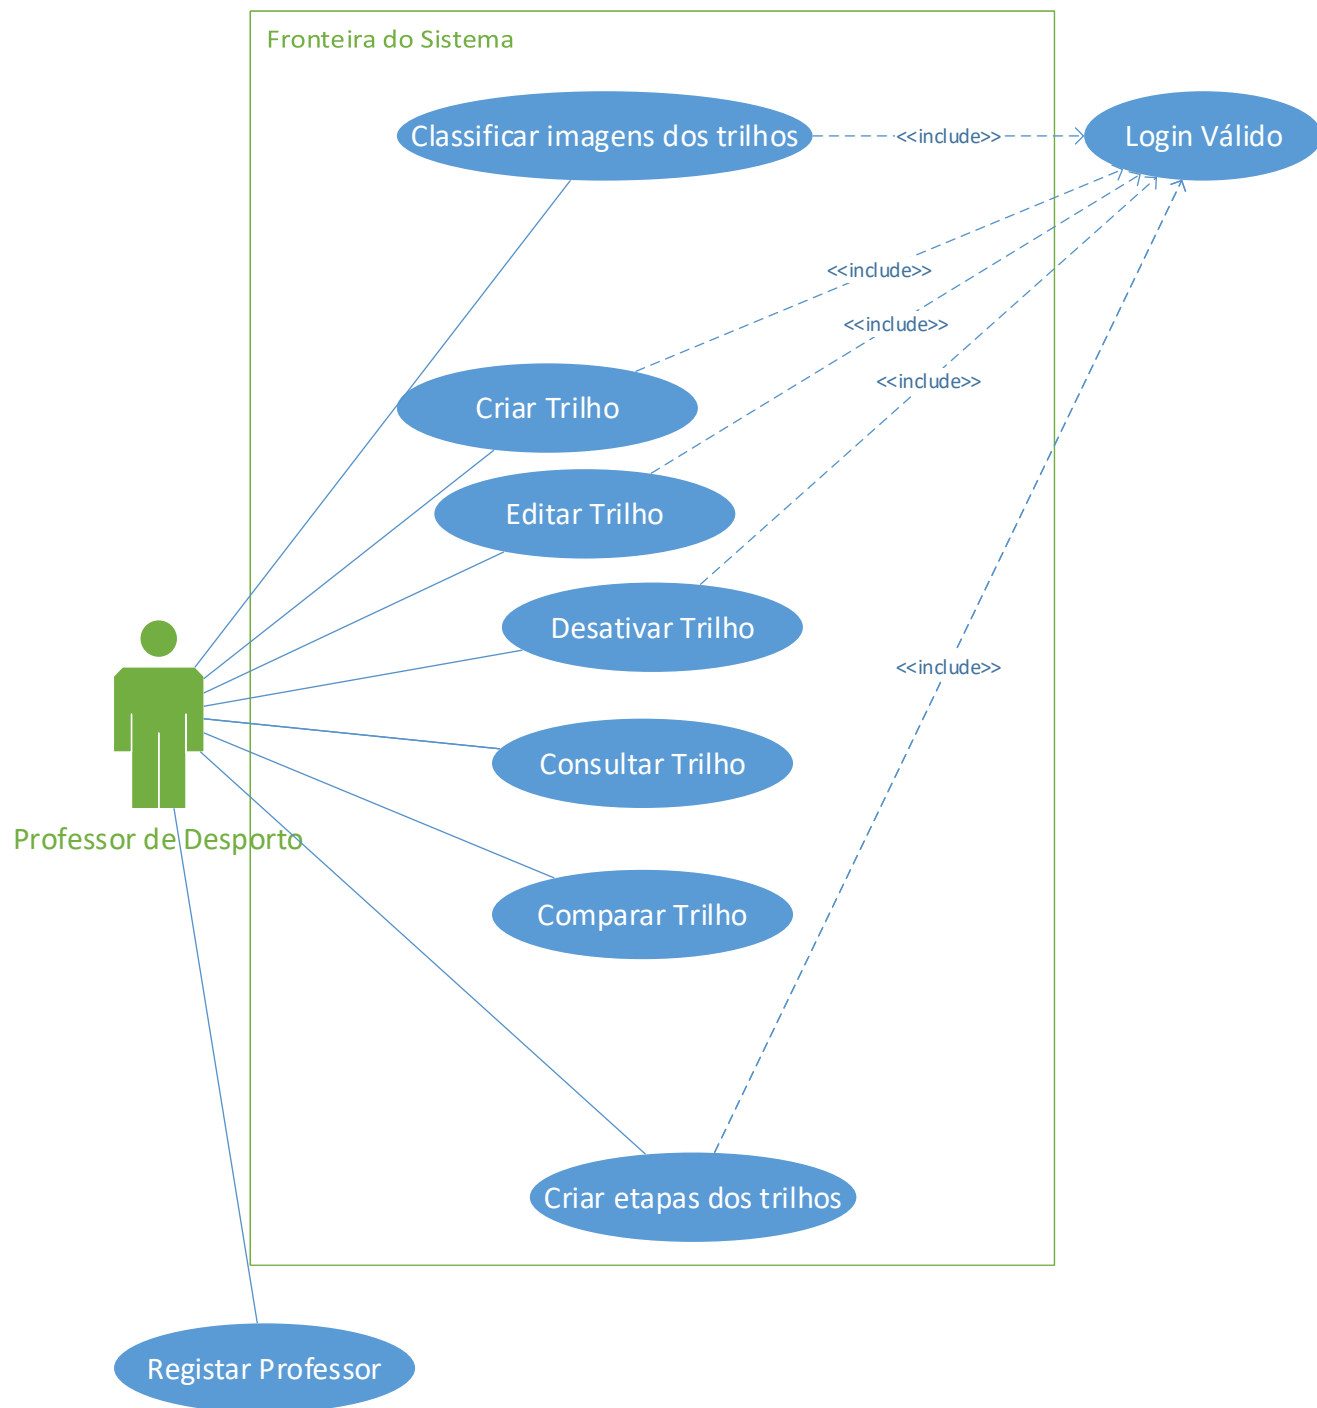 Fronteira do Sistema
Classificar imagens dos trilhos
<<include>>
Login Válido
<<include>>
<<include>>
<<include>>
Criar Trilho
Editar Trilho
Desativar Trilho
<<include>>
Consultar Trilho
Professor de Desporto
Comparar Trilho
Criar etapas dos trilhos
Registar Professor